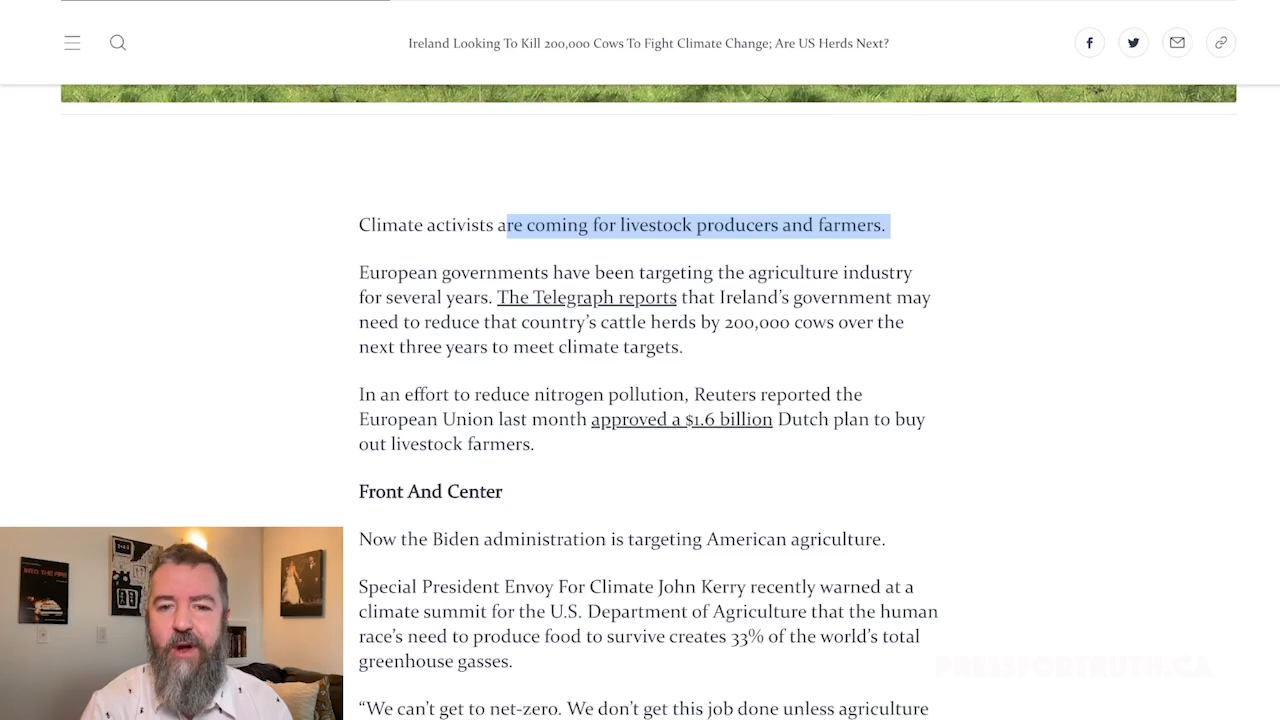 Ireland Looking To Kill 200,000 Cows To Fight Climate Change; Are US Herds Next?
Climate activists are coming for livestock producers and farmers.
European governments have been targeting the agriculture industry
for several years. The Telegraph reports that Ireland’s government may
need to reduce that country’s cattle herds by 200,000 cows over the
next three years to meet climate targets.
In an effort to reduce nitrogen pollution, Reuters reported the
European Union last month approved a $1.6 billion Dutch plan to buy
out livestock farmers.
Front And Center
Now the Biden administration is targeting American agriculture.
Special President Envoy For Climate John Kerry recently warned at a
climate summit for the U.S. Department of Agriculture that the human
race’s need to produce food to survive creates 33% of the world’s total
greenhouse gasses.
“We can’t get to net-zero. We don’t get this job done unless agriculture
INTO THE FIRE
PRESSFORTRUTH.CA